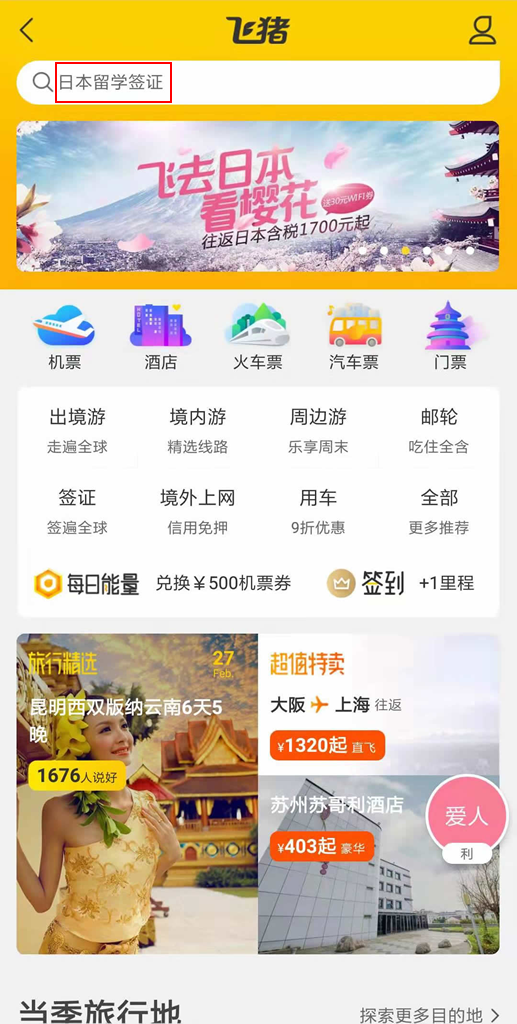 飞猪
日本留学签证
飞去日本
看樱花
送30元WIFI券
往返日本含税1700元起
HOTEL
机票 酒店 火车票 汽车票 门票
出境游 境内游 周边游 邮轮
走遍全球 精选线路 乐享周末 吃住全含
签证 境外上网 用车 全部
签遍全球 信用免押 9折优惠 更多推荐
每日能量 兑换￥500机票券 签到 +1里程
旅行精选
27
Feb.
昆明西双版纳云南6天5
晚
1676人说好
超值特卖
大阪 上海 往返
¥1320起 直飞
苏州苏哥利酒店
¥403起 豪华
爱人
利
当季旅行地 探索更多目的地